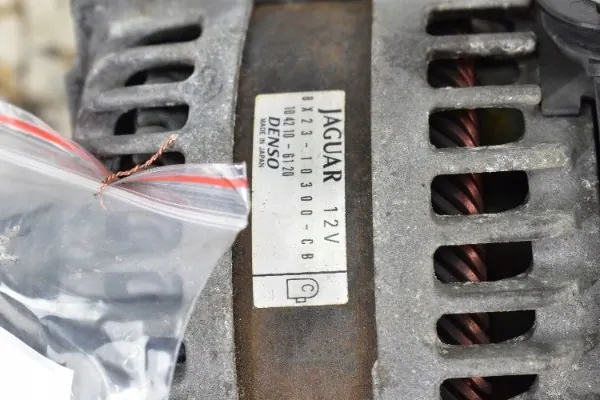 JAGUAR 12V
8X23-10300-CB
104210-6120
DENSO
MADE IN JAPAN
C